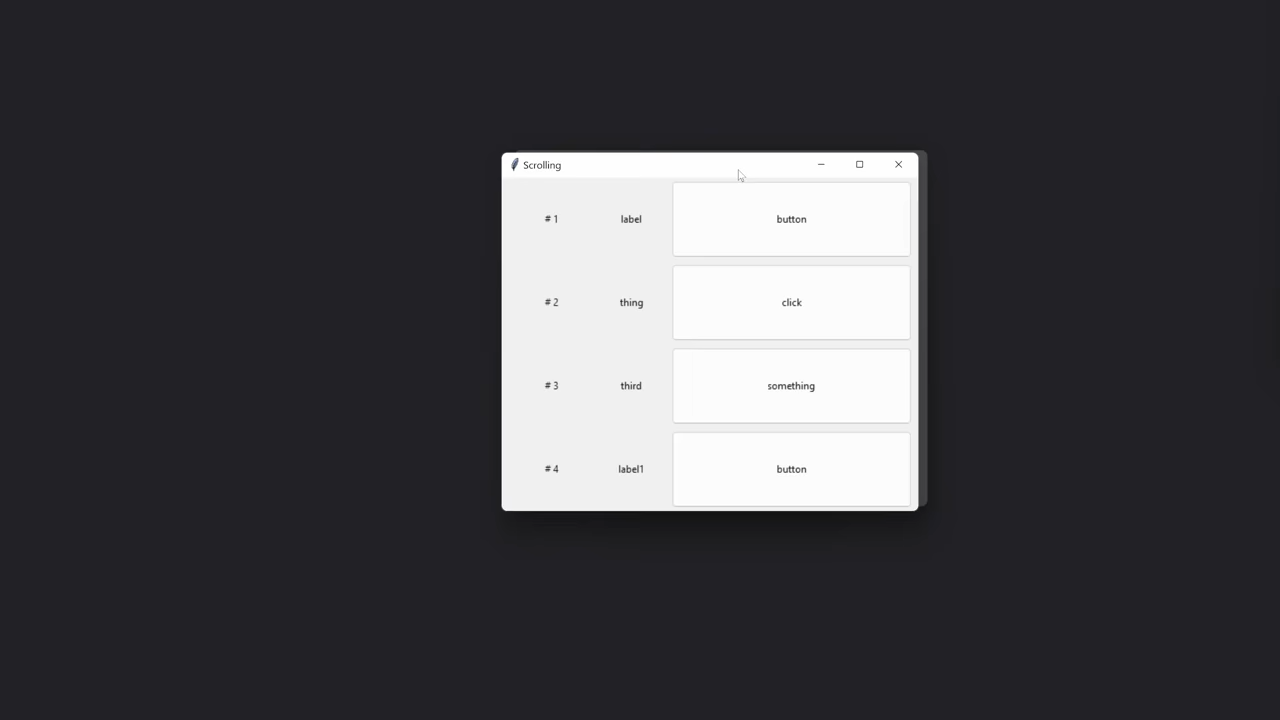 Scrolling
# 1 label button
# 2 thing click
# 3 third something
# 4 label1 button